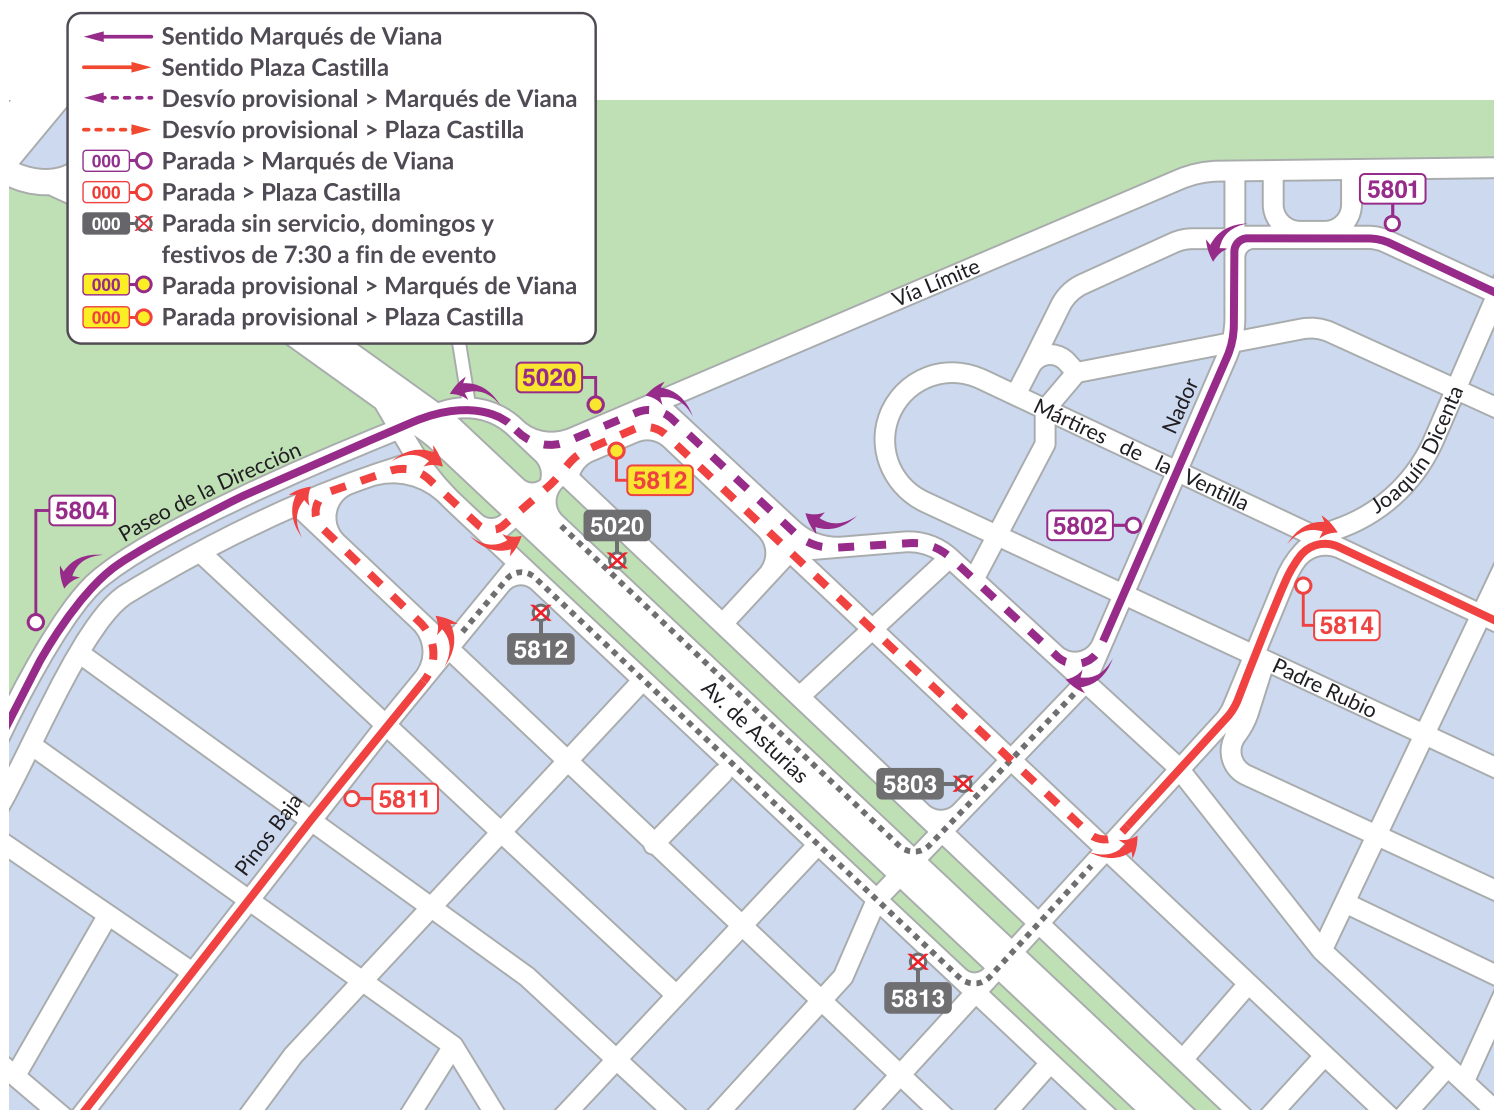 Sentido Marqués de Viana
Sentido Plaza Castilla
Desvío provisional > Marqués de Viana
Desvío provisional > Plaza Castilla
000 Parada > Marqués de Viana
000 Parada > Plaza Castilla
000 Parada sin servicio, domingos y
festivos de 7:30 a fin de evento
000 Parada provisional > Marqués de Viana
000 Parada provisional > Plaza Castilla
5801
Vía Límite
5020
Nador
Mártires de la Ventilla
Joaquín Dicenta
Paseo de la Dirección
5812
5804
5020
5802
5814
5812
Padre Rubio
Av. de Asturias
5803
5811
Pinos Baja
5813